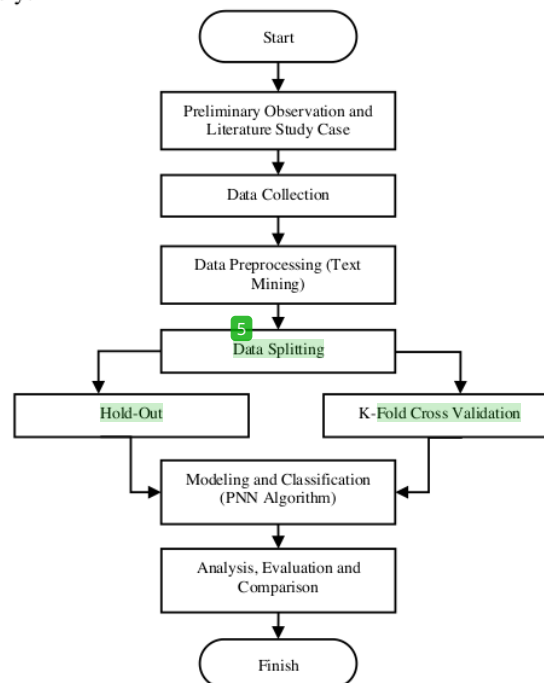 Start
Preliminary Observation and
Literature Study Case
Data Collection
Data Preprocessing (Text
Mining)
5
Data Splitting
Hold-Out
K-Fold Cross Validation
Modeling and Classification
(PNN Algorithm)
Analysis, Evaluation and
Comparison
Finish